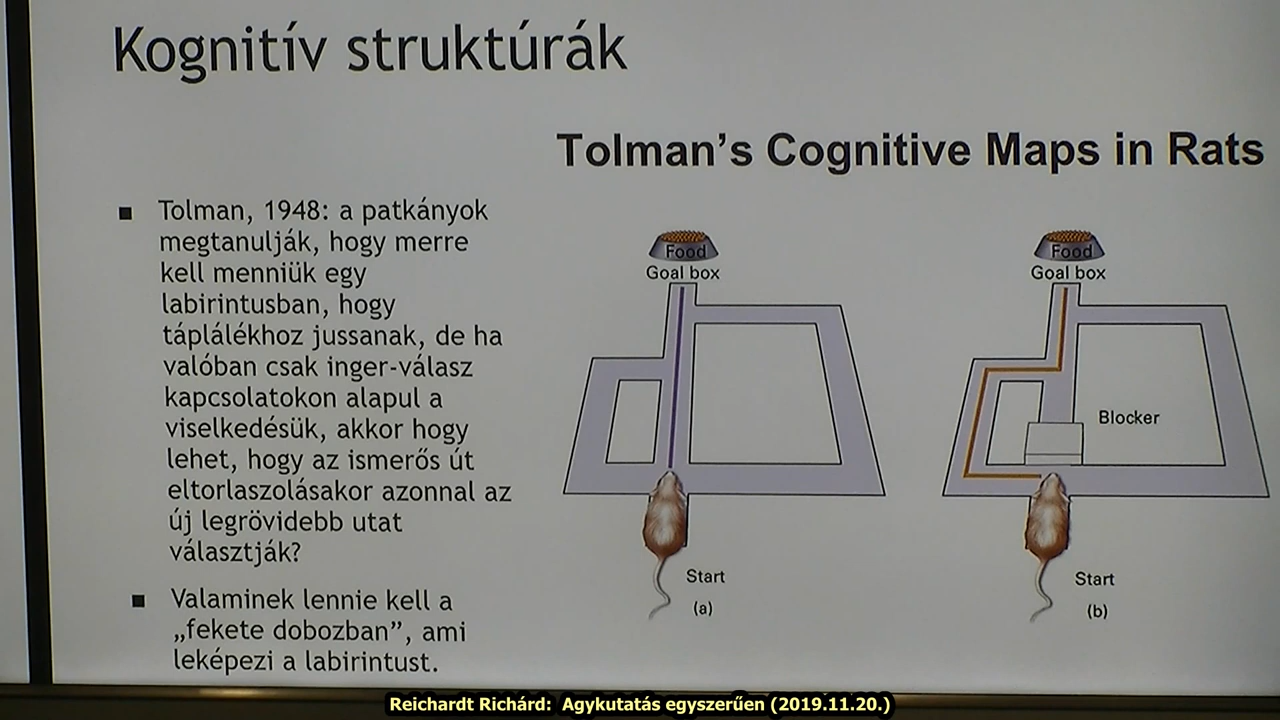 Kognitív struktúrák
Tolman’s Cognitive Maps in Rats
■ Tolman, 1948: a patkányok
megtanulják, hogy merre
kell menniük egy
labirintusban, hogy
táplálékhoz jussanak, de ha
valóban csak inger-válasz
kapcsolatokon alapul a
viselkedésük, akkor hogy
lehet, hogy az ismerős út
eltorlaszolásakor azonnal az
új legrövidebb utat
választják?
■ Valaminek lennie kell a
„fekete dobozban”, ami
leképezi a labirintust.
Food
Goal box
Start
(a)
Food
Goal box
Blocker
Start
(b)
Reichardt Richárd: Agykutatás egyszerűen (2019.11.20.)